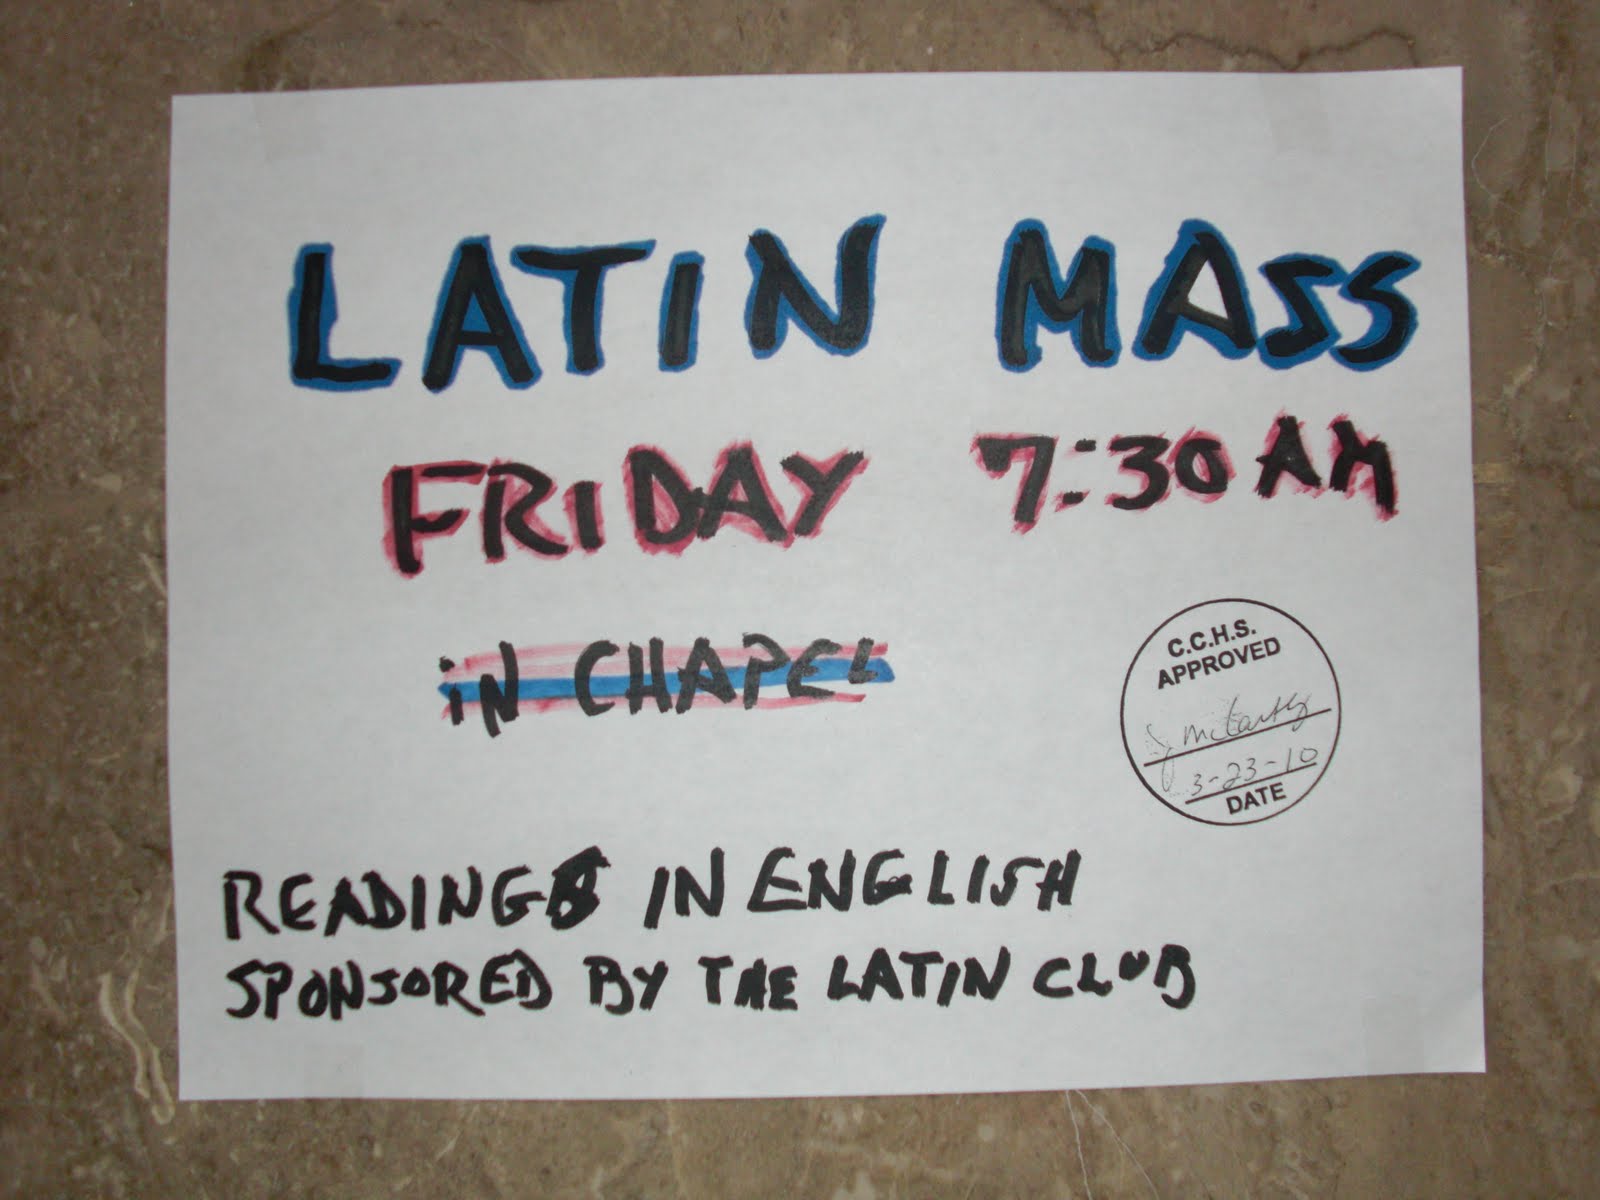 LATIN MASS
FRIDAY 7:30 AM
iN CHAPEL
C.C.H.S.
APPROVED
J McCarthy
3-23-10
DATE
READINGS IN ENGLISH
SPONSORED BY THE LATIN CLUB